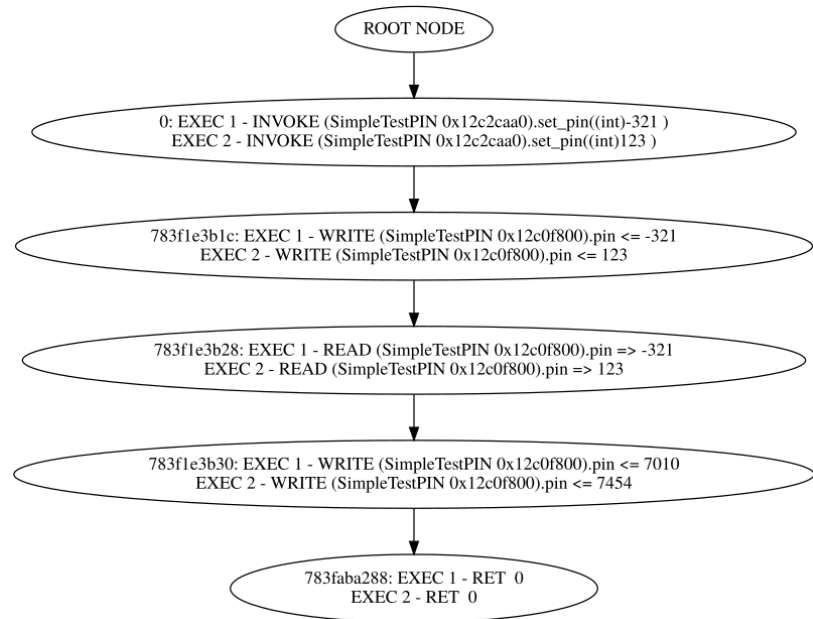 ROOT NODE
0: EXEC 1 - INVOKE (SimpleTestPIN 0x12c2caa0).set_pin((int)-321 )
EXEC 2 - INVOKE (SimpleTestPIN 0x12c2caa0).set_pin((int)123 )
783f1e3b1c: EXEC 1 - WRITE (SimpleTestPIN 0x12c0f800).pin <= -321
EXEC 2 - WRITE (SimpleTestPIN 0x12c0f800).pin <= 123
783f1e3b28: EXEC 1 - READ (SimpleTestPIN 0x12c0f800).pin => -321
EXEC 2 - READ (SimpleTestPIN 0x12c0f800).pin => 123
783f1e3b30: EXEC 1 - WRITE (SimpleTestPIN 0x12c0f800).pin <= 7010
EXEC 2 - WRITE (SimpleTestPIN 0x12c0f800).pin <= 7454
783faba288: EXEC 1 - RET  0
EXEC 2 - RET  0